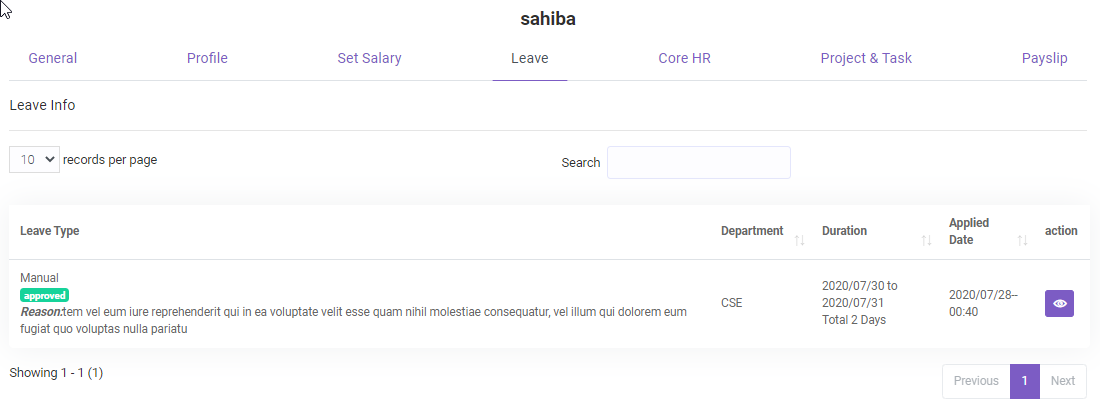 sahiba
General Profile Set Salary Leave Core HR Project & Task Payslip
Leave Info
10 records per page
Search
Leave Type Department Duration Applied Date action
Manual
approved
Reason:tem vel eum iure reprehenderit qui in ea voluptate velit esse quam nihil molestiae consequatur, vel illum qui dolorem eum
fugiat quo voluptas nulla pariatu
CSE
2020/07/30 to
2020/07/31
Total 2 Days
2020/07/28--
00:40
Showing 1 - 1 (1)
Previous 1 Next